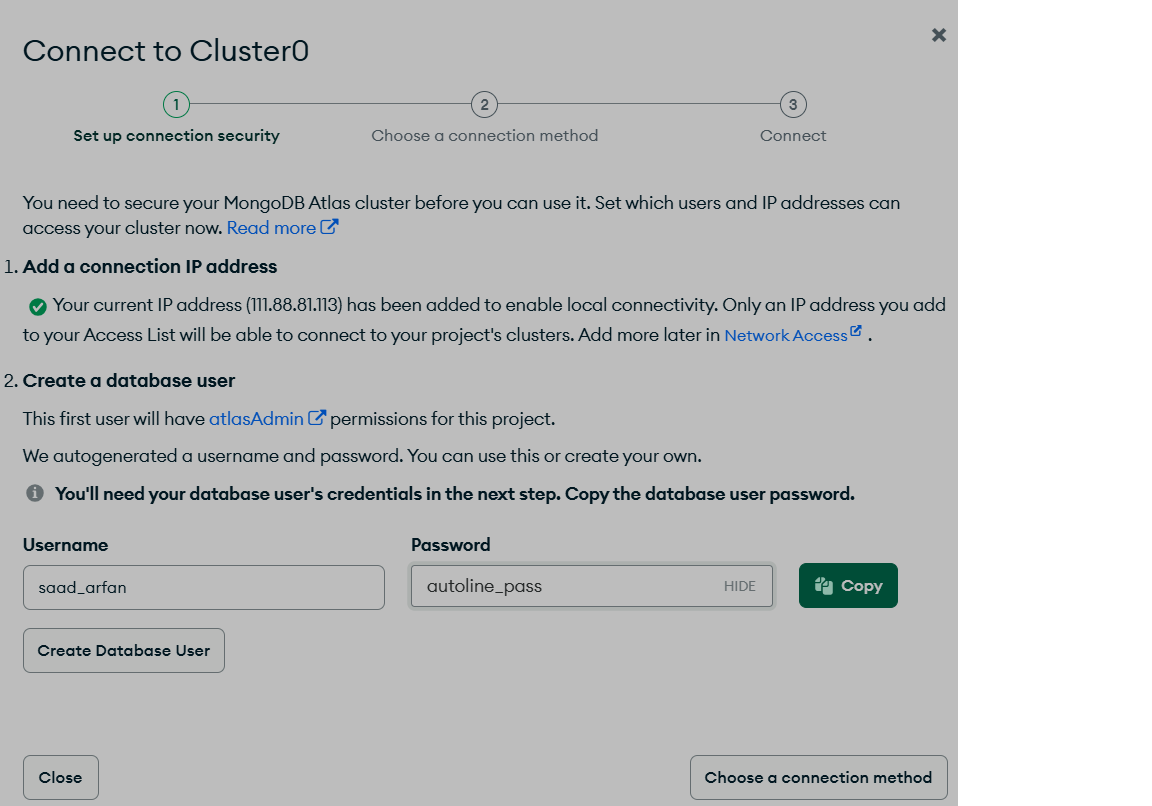 Connect to Cluster0
1
2
3
Set up connection security
Choose a connection method
Connect
You need to secure your MongoDB Atlas cluster before you can use it. Set which users and IP addresses can
access your cluster now. Read more
1. Add a connection IP address
Your current IP address (111.88.81.113) has been added to enable local connectivity. Only an IP address you add
to your Access List will be able to connect to your project's clusters. Add more later in Network Access .
2. Create a database user
This first user will have atlasAdmin permissions for this project.
We autogenerated a username and password. You can use this or create your own.
You'll need your database user's credentials in the next step. Copy the database user password.
Username
Password
saad_arfan
autoline_pass
HIDE
Copy
Create Database User
Close
Choose a connection method